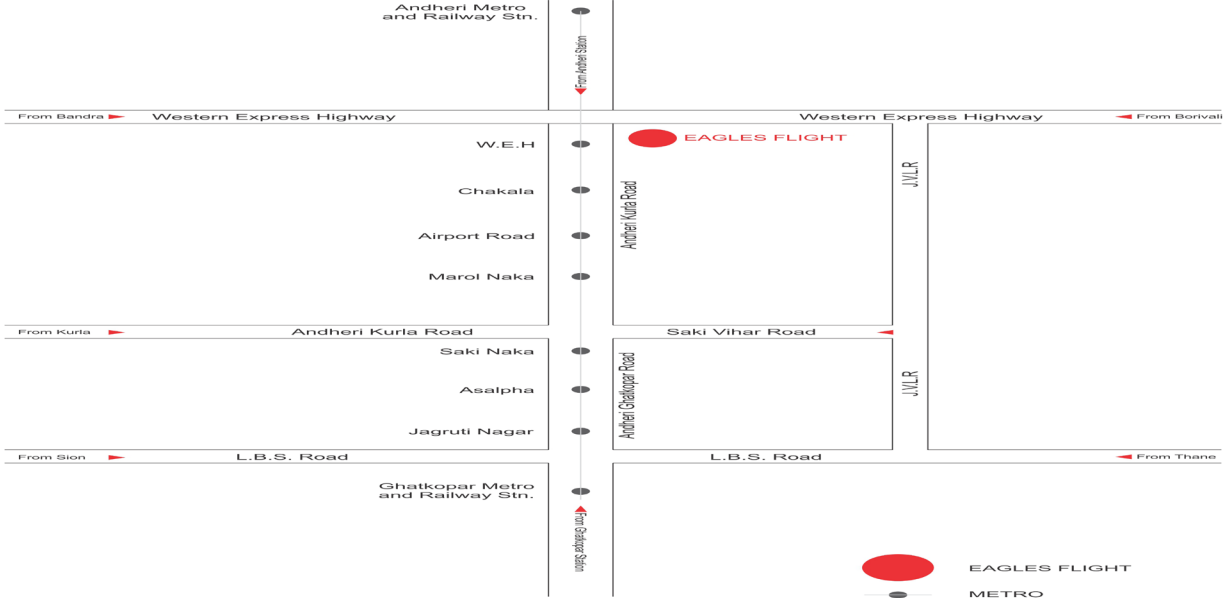 Andheri Metro
and Railway Stn.
From Andheri Station
From Bandra
Western Express Highway
Western Express Highway
From Borivali
EAGLES FLIGHT
W.E.H
J.V.L.R
Chakala
Andheri Kurla Road
Airport Road
Marol Naka
From Kurla
Andheri Kurla Road
Saki Vihar Road
Saki Naka
Andheri Ghatkopar Road
J.V.L.R
Asalpha
Jagruti Nagar
From Sion
L.B.S. Road
L.B.S. Road
From Thane
Ghatkopar Metro
and Railway Stn.
From Ghatkopar Station
EAGLES FLIGHT
METRO